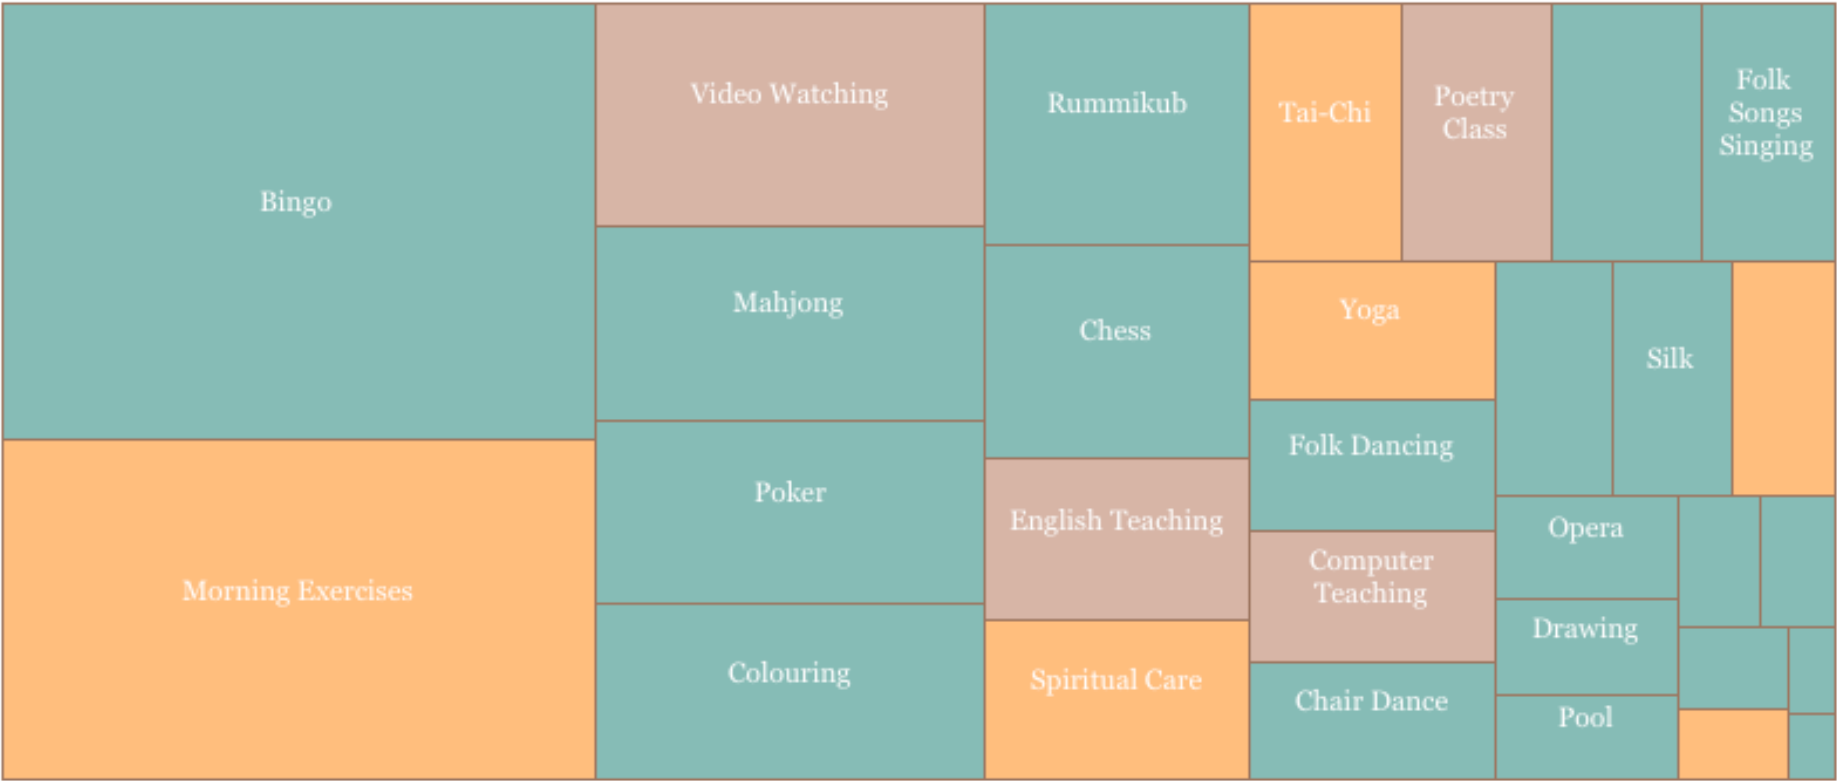 Bingo
Morning Exercises
Video Watching
Mahjong
Poker
Colouring
Rummikub
Chess
English Teaching
Spiritual Care
Tai-Chi
Poetry
Class
Folk
Songs
Singing
Yoga
Folk Dancing
Computer
Teaching
Chair Dance
Silk
Opera
Drawing
Pool